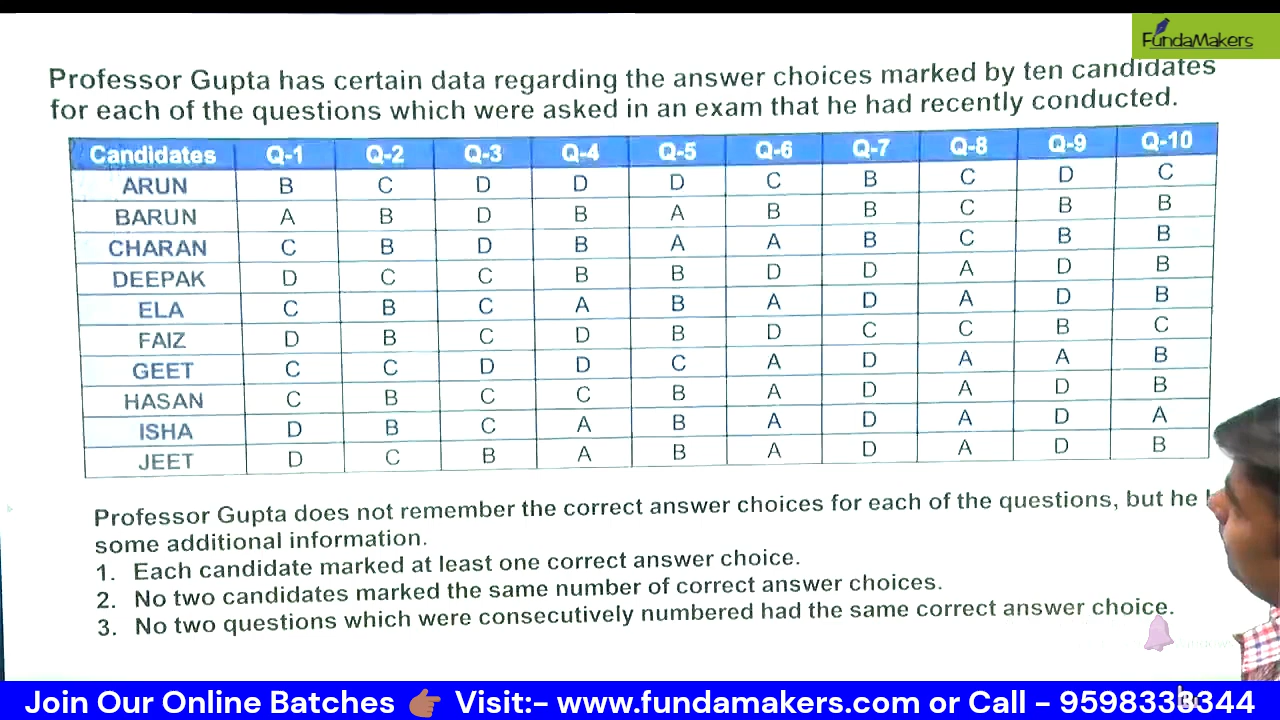 FundaMakers
Professor Gupta has certain data regarding the answer choices marked by ten candidates
for each of the questions which were asked in an exam that he had recently conducted.
Candidates Q-1 Q-2 Q-3 Q-4 Q-5 Q-6 Q-7 Q-8 Q-9 Q-10
ARUN B C D D D C B C D C
BARUN A B D B A B B C B B
CHARAN C B D B A A B C B B
DEEPAK D C C B B D D A D B
ELA C B C A B A D A D B
FAIZ D B C D B D C C B C
GEET C C D D C A D A A B
HASAN C B C C B A D A D B
ISHA D B C A B A D A D A
JEET D C B A B A D A D B
Professor Gupta does not remember the correct answer choices for each of the questions, but he
some additional information.
1. Each candidate marked at least one correct answer choice.
2. No two candidates marked the same number of correct answer choices.
3. No two questions which were consecutively numbered had the same correct answer choice.
Join Our Online Batches Visit:- www.fundamakers.com or Call - 9598333344